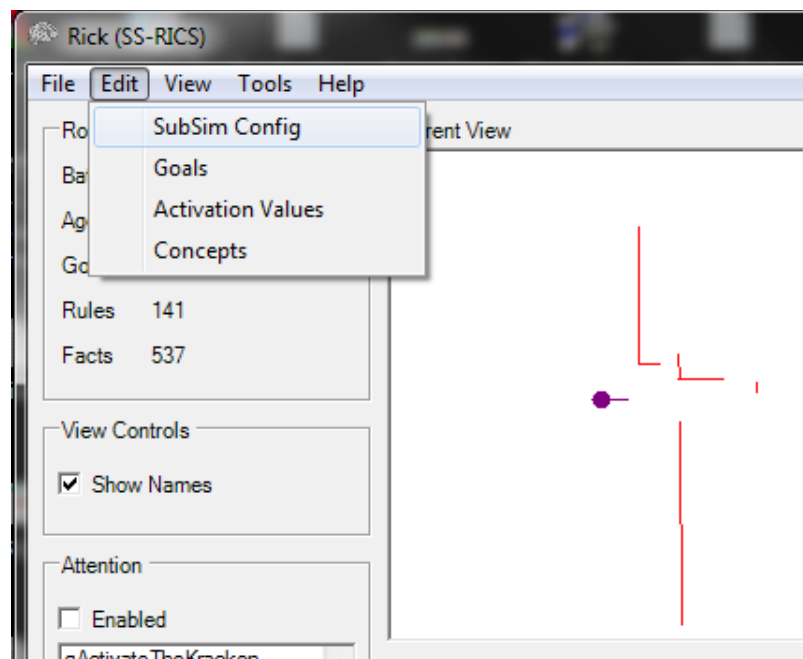 Rick (SS-RICS)
File Edit View Tools Help
SubSim Config
Goals
Activation Values
Concepts
Rules 141
Facts 537
View Controls
Show Names
Attention
Enabled
View